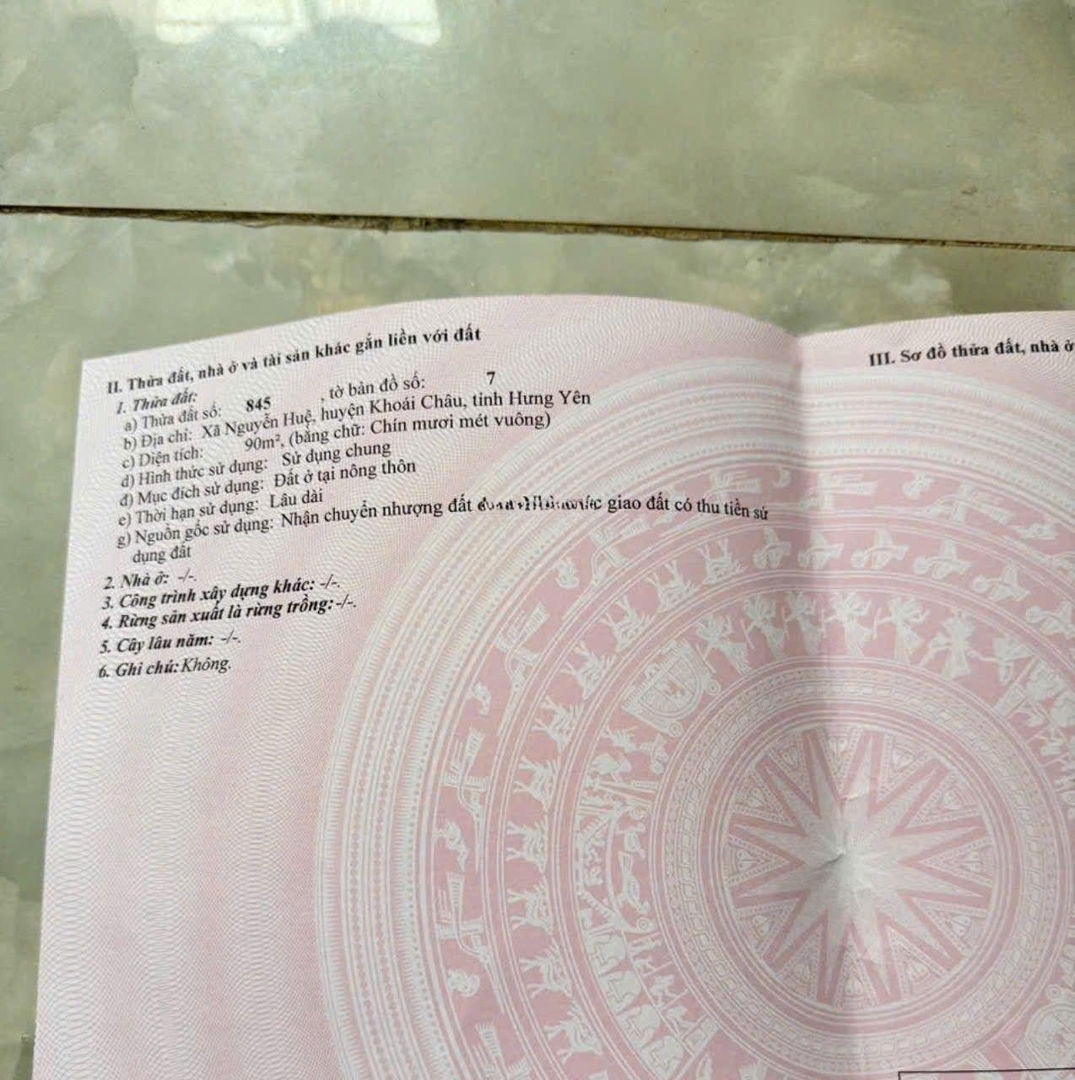 II. Thửa đất, nhà ở và tài sản khác gắn liền với đất
1. Thửa đất:
a) Thửa đất số: 845 , tờ bản đồ số: 7
b) Địa chỉ: Xã Nguyễn Huệ, huyện Khoái Châu, tỉnh Hưng Yên
c) Diện tích: 90m², (bằng chữ: Chín mươi mét vuông)
d) Hình thức sử dụng: Sử dụng chung
đ) Mục đích sử dụng: Đất ở tại nông thôn
e) Thời hạn sử dụng: Lâu dài
g) Nguồn gốc sử dụng: Nhận chuyển nhượng đất giao đất có thu tiền sử
dụng đất
2. Nhà ở: -/-.
3. Công trình xây dựng khác: -/-.
4. Rừng sản xuất là rừng trồng: -/-.
5. Cây lâu năm: -/-.
6. Ghi chú: Không.
III. Sơ đồ thửa đất, nhà ở